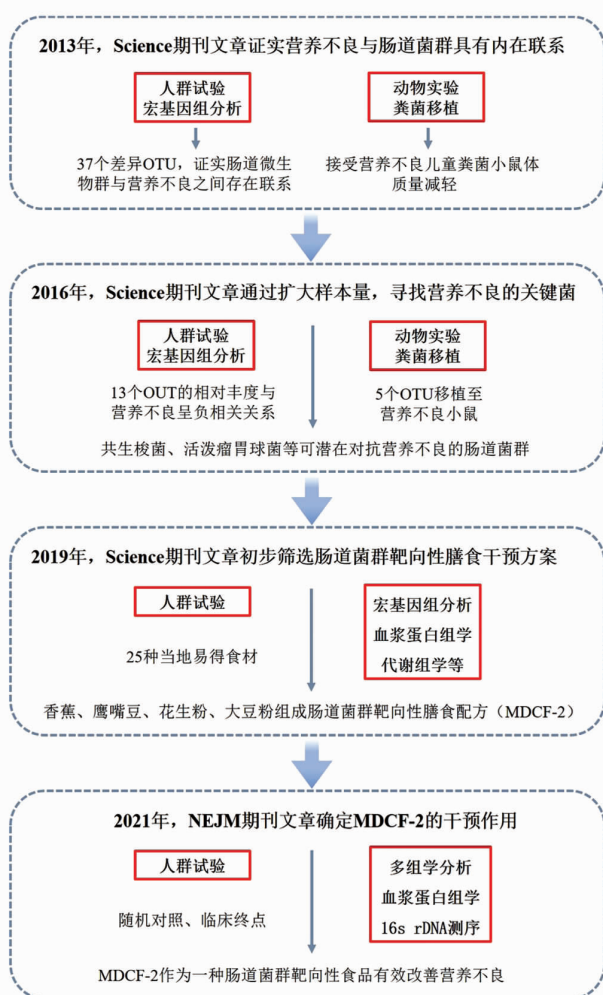 2013年，Science期刊文章证实营养不良与肠道菌群具有内在联系
人群试验
宏基因组分析
动物实验
粪菌移植
37个差异OTU，证实肠道微生
物群与营养不良之间存在联系
接受营养不良儿童粪菌小鼠体
质量减轻
2016年，Science期刊文章通过扩大样本量，寻找营养不良的关键菌
人群试验
宏基因组分析
动物实验
粪菌移植
13个OUT的相对丰度与
营养不良呈负相关关系
5个OTU移植至
营养不良小鼠
共生梭菌、活泼瘤胃球菌等可潜在对抗营养不良的肠道菌群
2019年，Science期刊文章初步筛选肠道菌群靶向性膳食干预方案
人群试验
25种当地易得食材
宏基因组分析
血浆蛋白组学
代谢组学等
香蕉、鹰嘴豆、花生粉、大豆粉组成肠道菌群靶向性膳食配方（MDCF-2）
2021年，NEJM期刊文章确定MDCF-2的干预作用
人群试验
随机对照、临床终点
多组学分析
血浆蛋白组学
16s rDNA测序
MDCF-2作为一种肠道菌群靶向性食品有效改善营养不良